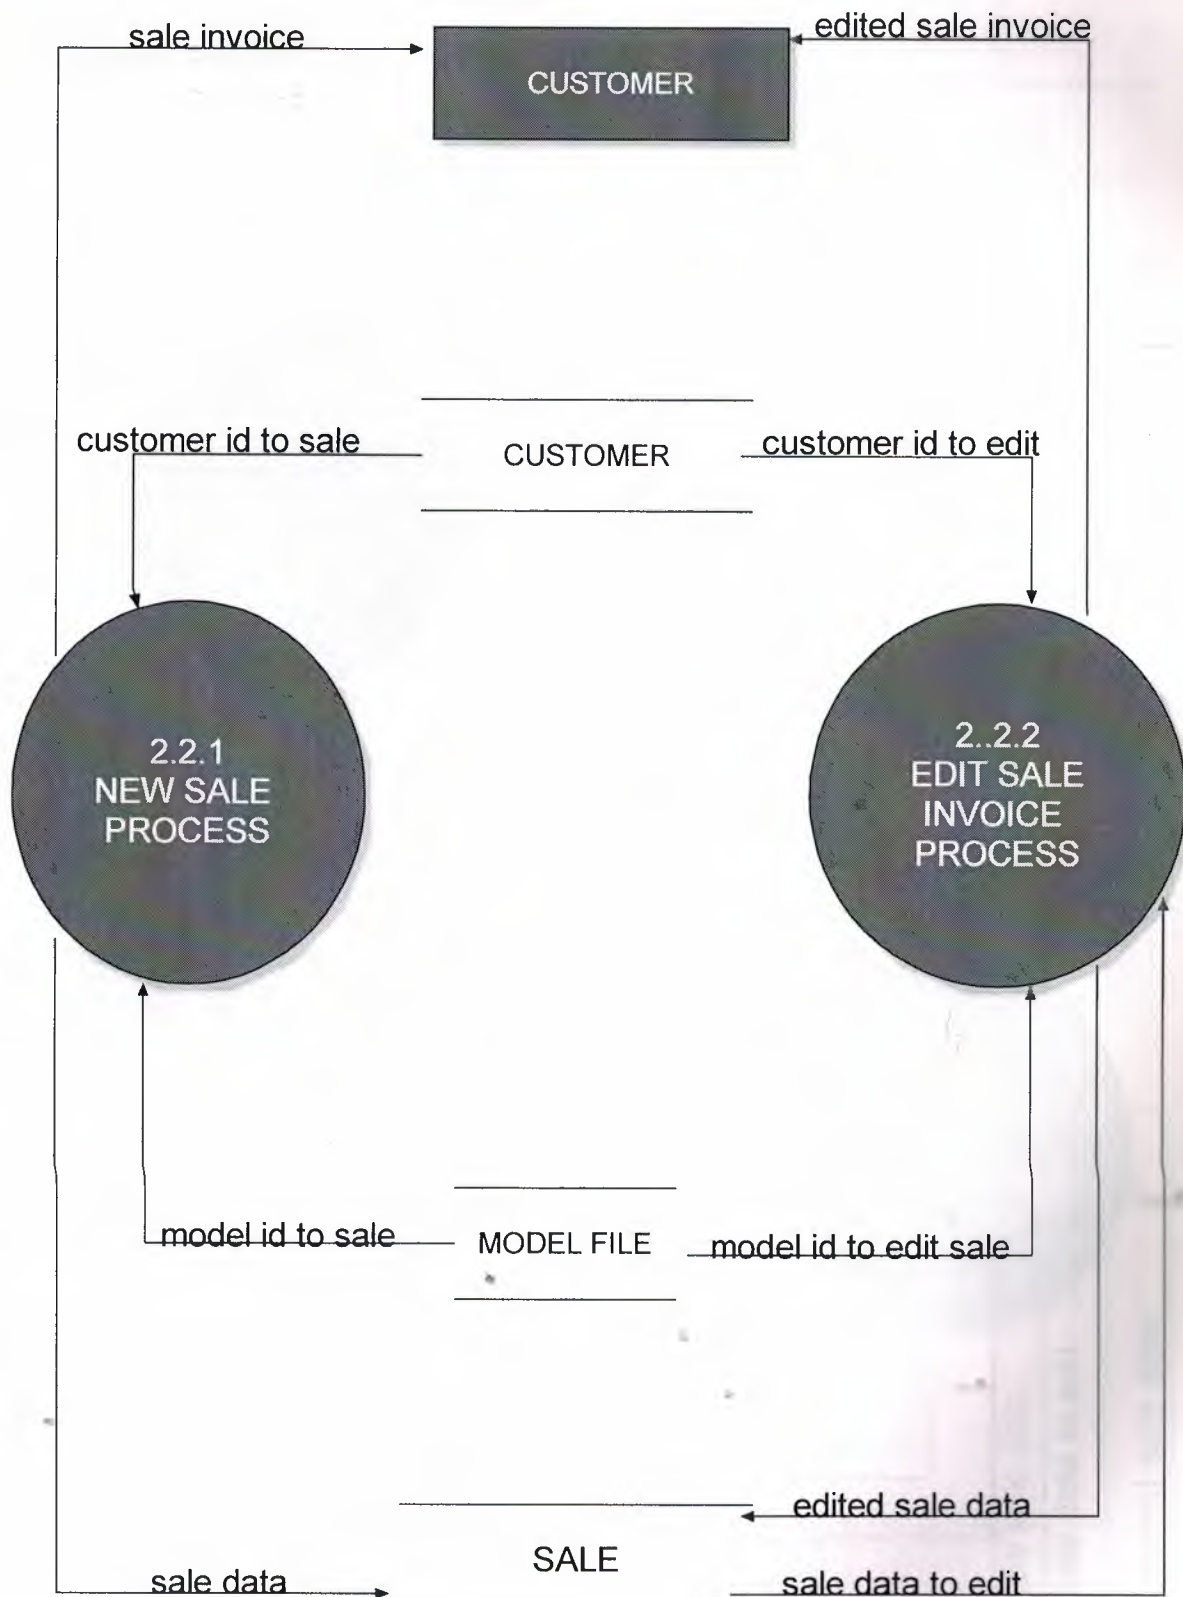 sale invoice
edited sale invoice
CUSTOMER
customer id to sale
CUSTOMER
customer id to edit
2.2.1
NEW SALE
PROCESS
2..2.2
EDIT SALE
INVOICE
PROCESS
model id to sale
MODEL FILE
model id to edit sale
edited sale data
SALE
sale data
sale data to edit